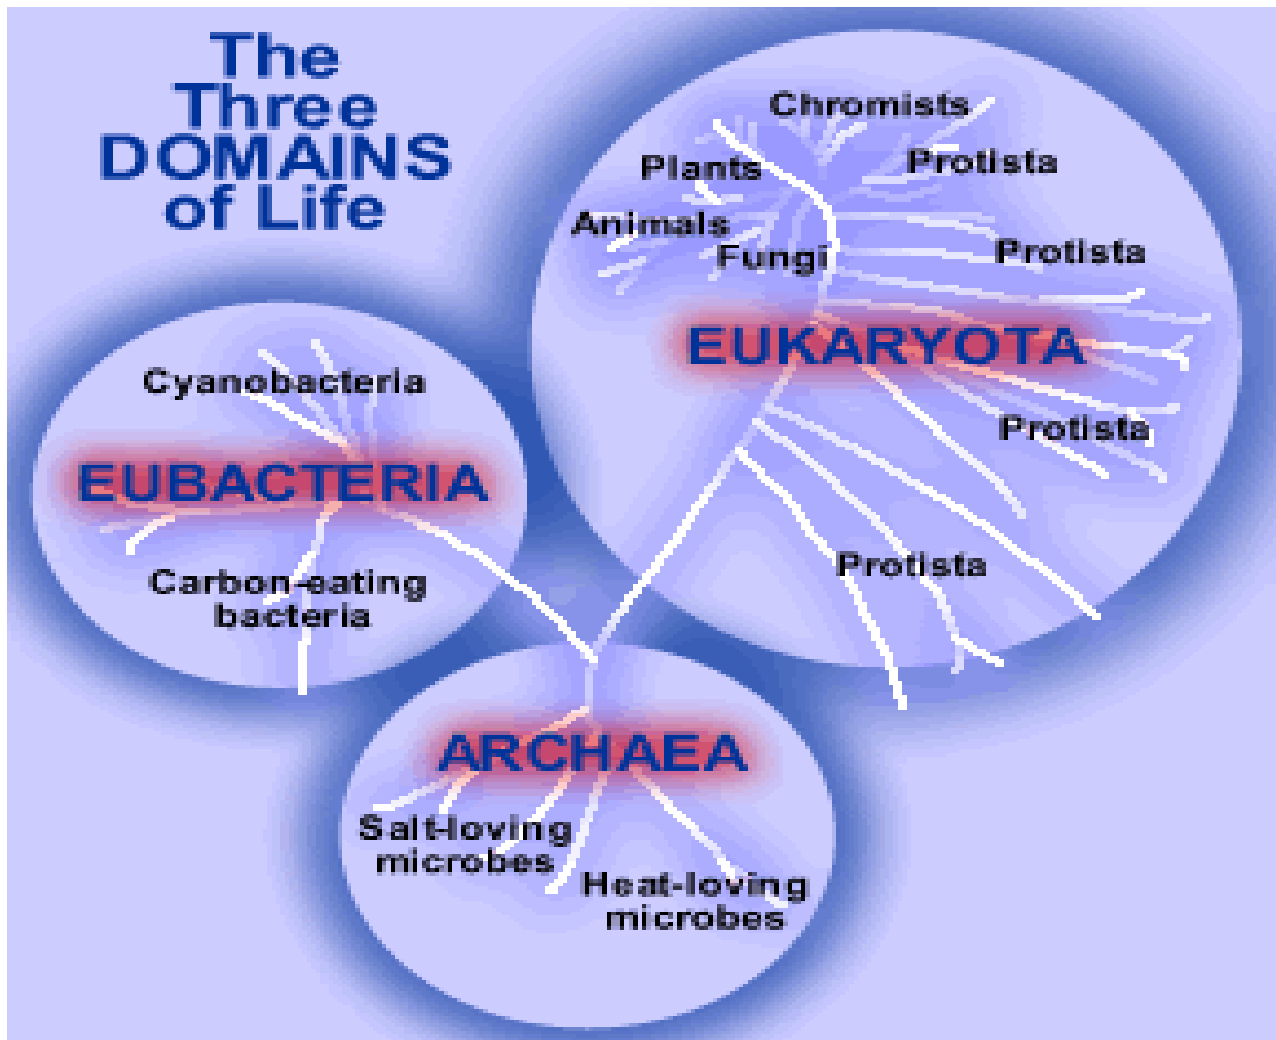 The
Three
DOMAINS
of Life
Chromists
Plants
Protista
Animals
Fungi
Protista
EUKARYOTA
Protista
Protista
Cyanobacteria
EUBACTERIA
Carbon-eating
bacteria
ARCHAEA
Salt-loving
microbes
Heat-loving
microbes